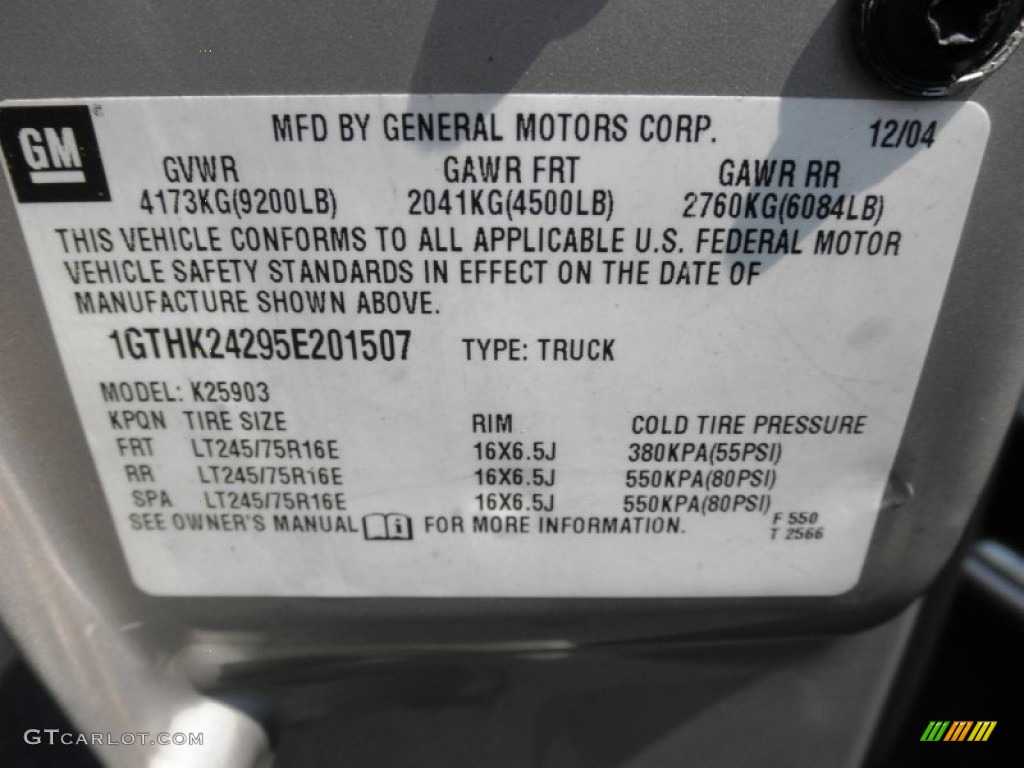 GM
MFD BY GENERAL MOTORS CORP. 12/04
GVWR GAWR FRT GAWR RR
4173KG(9200LB) 2041KG(4500LB) 2760KG(6084LB)
THIS VEHICLE CONFORMS TO ALL APPLICABLE U.S. FEDERAL MOTOR
VEHICLE SAFETY STANDARDS IN EFFECT ON THE DATE OF
MANUFACTURE SHOWN ABOVE.
1GTHK24295E201507 TYPE: TRUCK
MODEL: K25903
KPQN TIRE SIZE RIM COLD TIRE PRESSURE
FRT LT245/75R16E 16X6.5J 380KPA(55PSI)
RR LT245/75R16E 16X6.5J 550KPA(80PSI)
SPA LT245/75R16E 16X6.5J 550KPA(80PSI)
SEE OWNER'S MANUAL FOR MORE INFORMATION. F 550
T 2566
GTCARLOT.COM